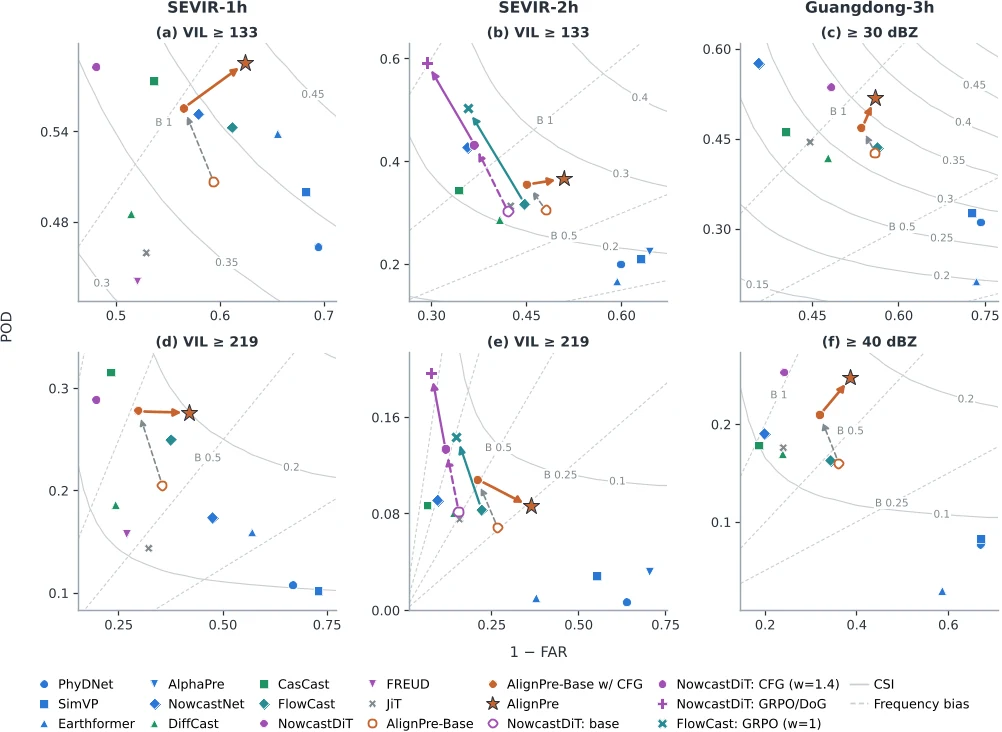 SEVIR-1h
SEVIR-2h
Guangdong-3h
(a) VIL ≥ 133
(b) VIL ≥ 133
(c) ≥ 30 dBZ
0.54
0.48
0.5
0.6
0.7
B 1
0.45
0.35
0.3
0.6
0.4
0.2
0.30
0.45
0.60
B 1
0.4
0.3
B 0.5
0.2
0.60
0.45
0.30
0.45
0.60
0.75
B 1
0.45
0.4
0.35
0.3
B 0.5
0.25
0.2
0.15
POD
(d) VIL ≥ 219
(e) VIL ≥ 219
(f) ≥ 40 dBZ
0.3
0.2
0.1
0.25
0.50
0.75
B 0.5
0.2
0.16
0.08
0.00
0.25
0.50
0.75
B 0.5
B 0.25
0.1
0.2
0.1
0.2
0.4
0.6
B 1
0.2
B 0.5
B 0.25
0.1
1 − FAR
PhyDNet
AlphaPre
CasCast
FREUD
AlignPre-Base w/ CFG
NowcastDiT: CFG (w=1.4)
CSI
SimVP
NowcastNet
FlowCast
JiT
AlignPre
NowcastDiT: GRPO/DoG
Frequency bias
Earthformer
DiffCast
NowcastDiT
AlignPre-Base
NowcastDiT: base
FlowCast: GRPO (w=1)